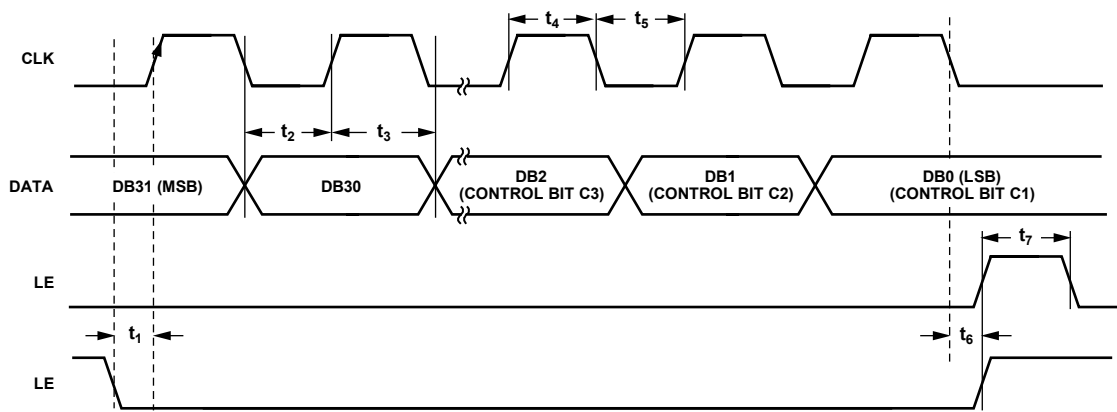 t4 t5
CLK
t2 t3
DATA DB31 (MSB) DB30 DB2 (CONTROL BIT C3) DB1 (CONTROL BIT C2) DB0 (LSB) (CONTROL BIT C1)
t7
LE
t1 t6
LE